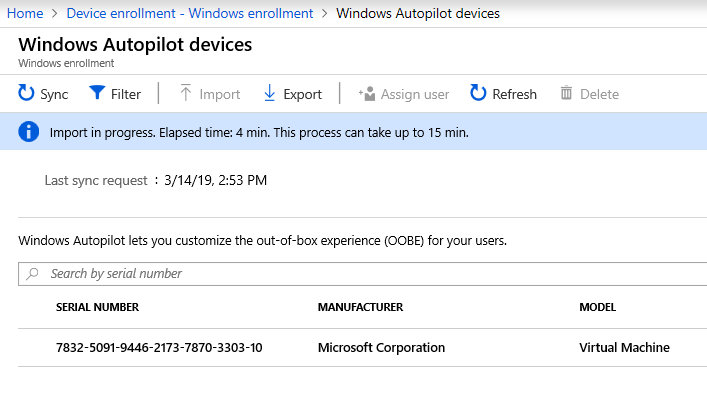 Home > Device enrollment - Windows enrollment > Windows Autopilot devices
Windows Autopilot devices
Windows enrollment
Sync Filter Import Export Assign user Refresh Delete
Import in progress. Elapsed time: 4 min. This process can take up to 15 min.
Last sync request : 3/14/19, 2:53 PM
Windows Autopilot lets you customize the out-of-box experience (OOBE) for your users.
Search by serial number
SERIAL NUMBER MANUFACTURER MODEL
7832-5091-9446-2173-7870-3303-10 Microsoft Corporation Virtual Machine